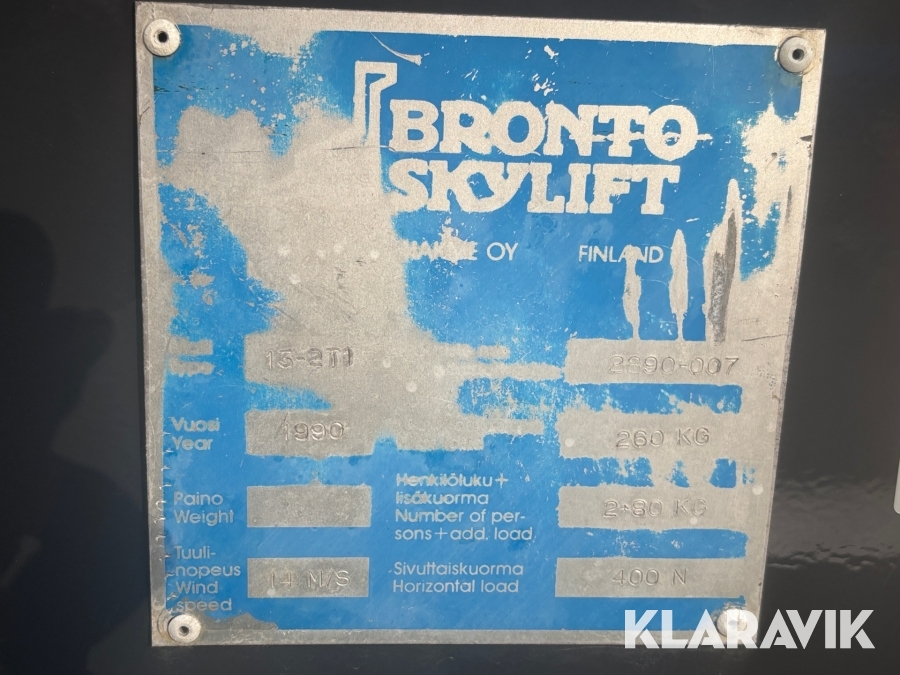 BRONTO
SKYLIFT
OY FINLAND
13-2T1 2890-007
Vuosi
Year 1990 260 KG
Paino
Weight
Henkilöluku+
lisäkuorma
Number of per-
sons+add. load 2+80 KG
Tuuli-
nopeus
Wind
speed 14 M/S
Sivuttaiskuorma
Horizontal load 400 N
KLARAVIK